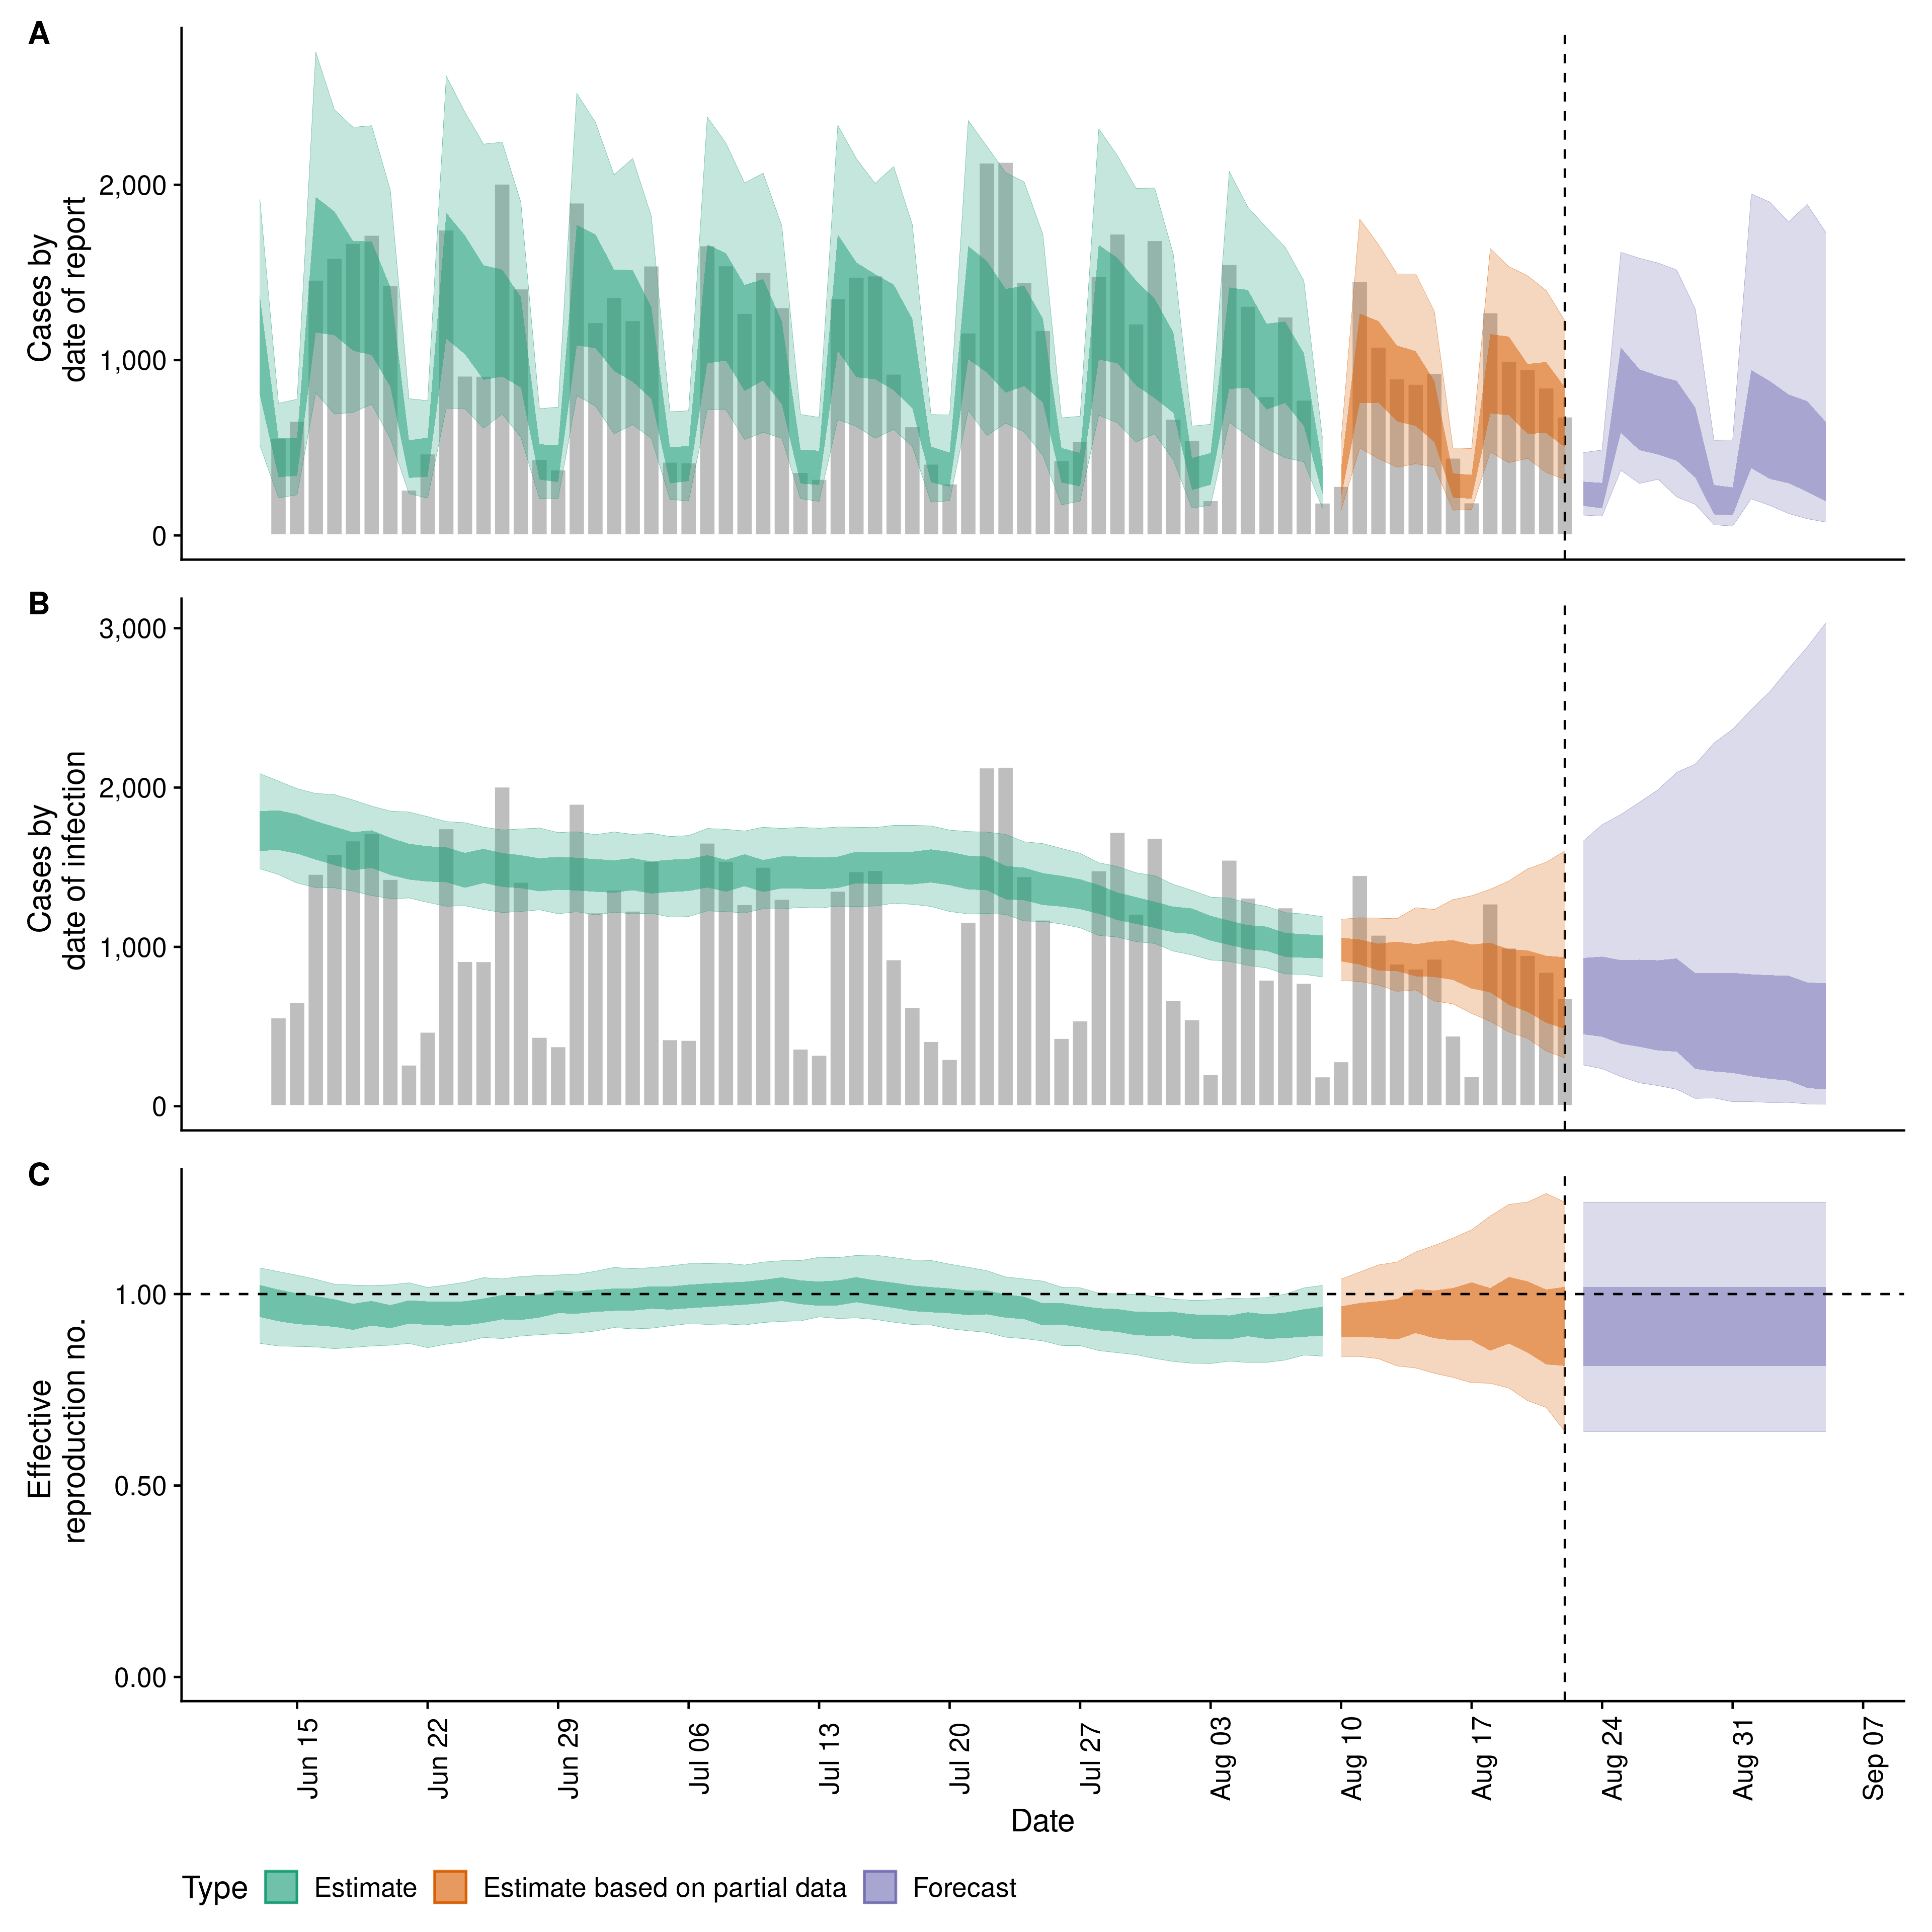 A
Cases by
date of report
2,000
1,000
0
B
Cases by
date of infection
3,000
2,000
1,000
0
C
Effective
reproduction no.
1.00
0.50
0.00
Jun 15
Jun 22
Jun 29
Jul 06
Jul 13
Jul 20
Jul 27
Aug 03
Aug 10
Aug 17
Aug 24
Aug 31
Sep 07
Date
Type Estimate Estimate based on partial data Forecast